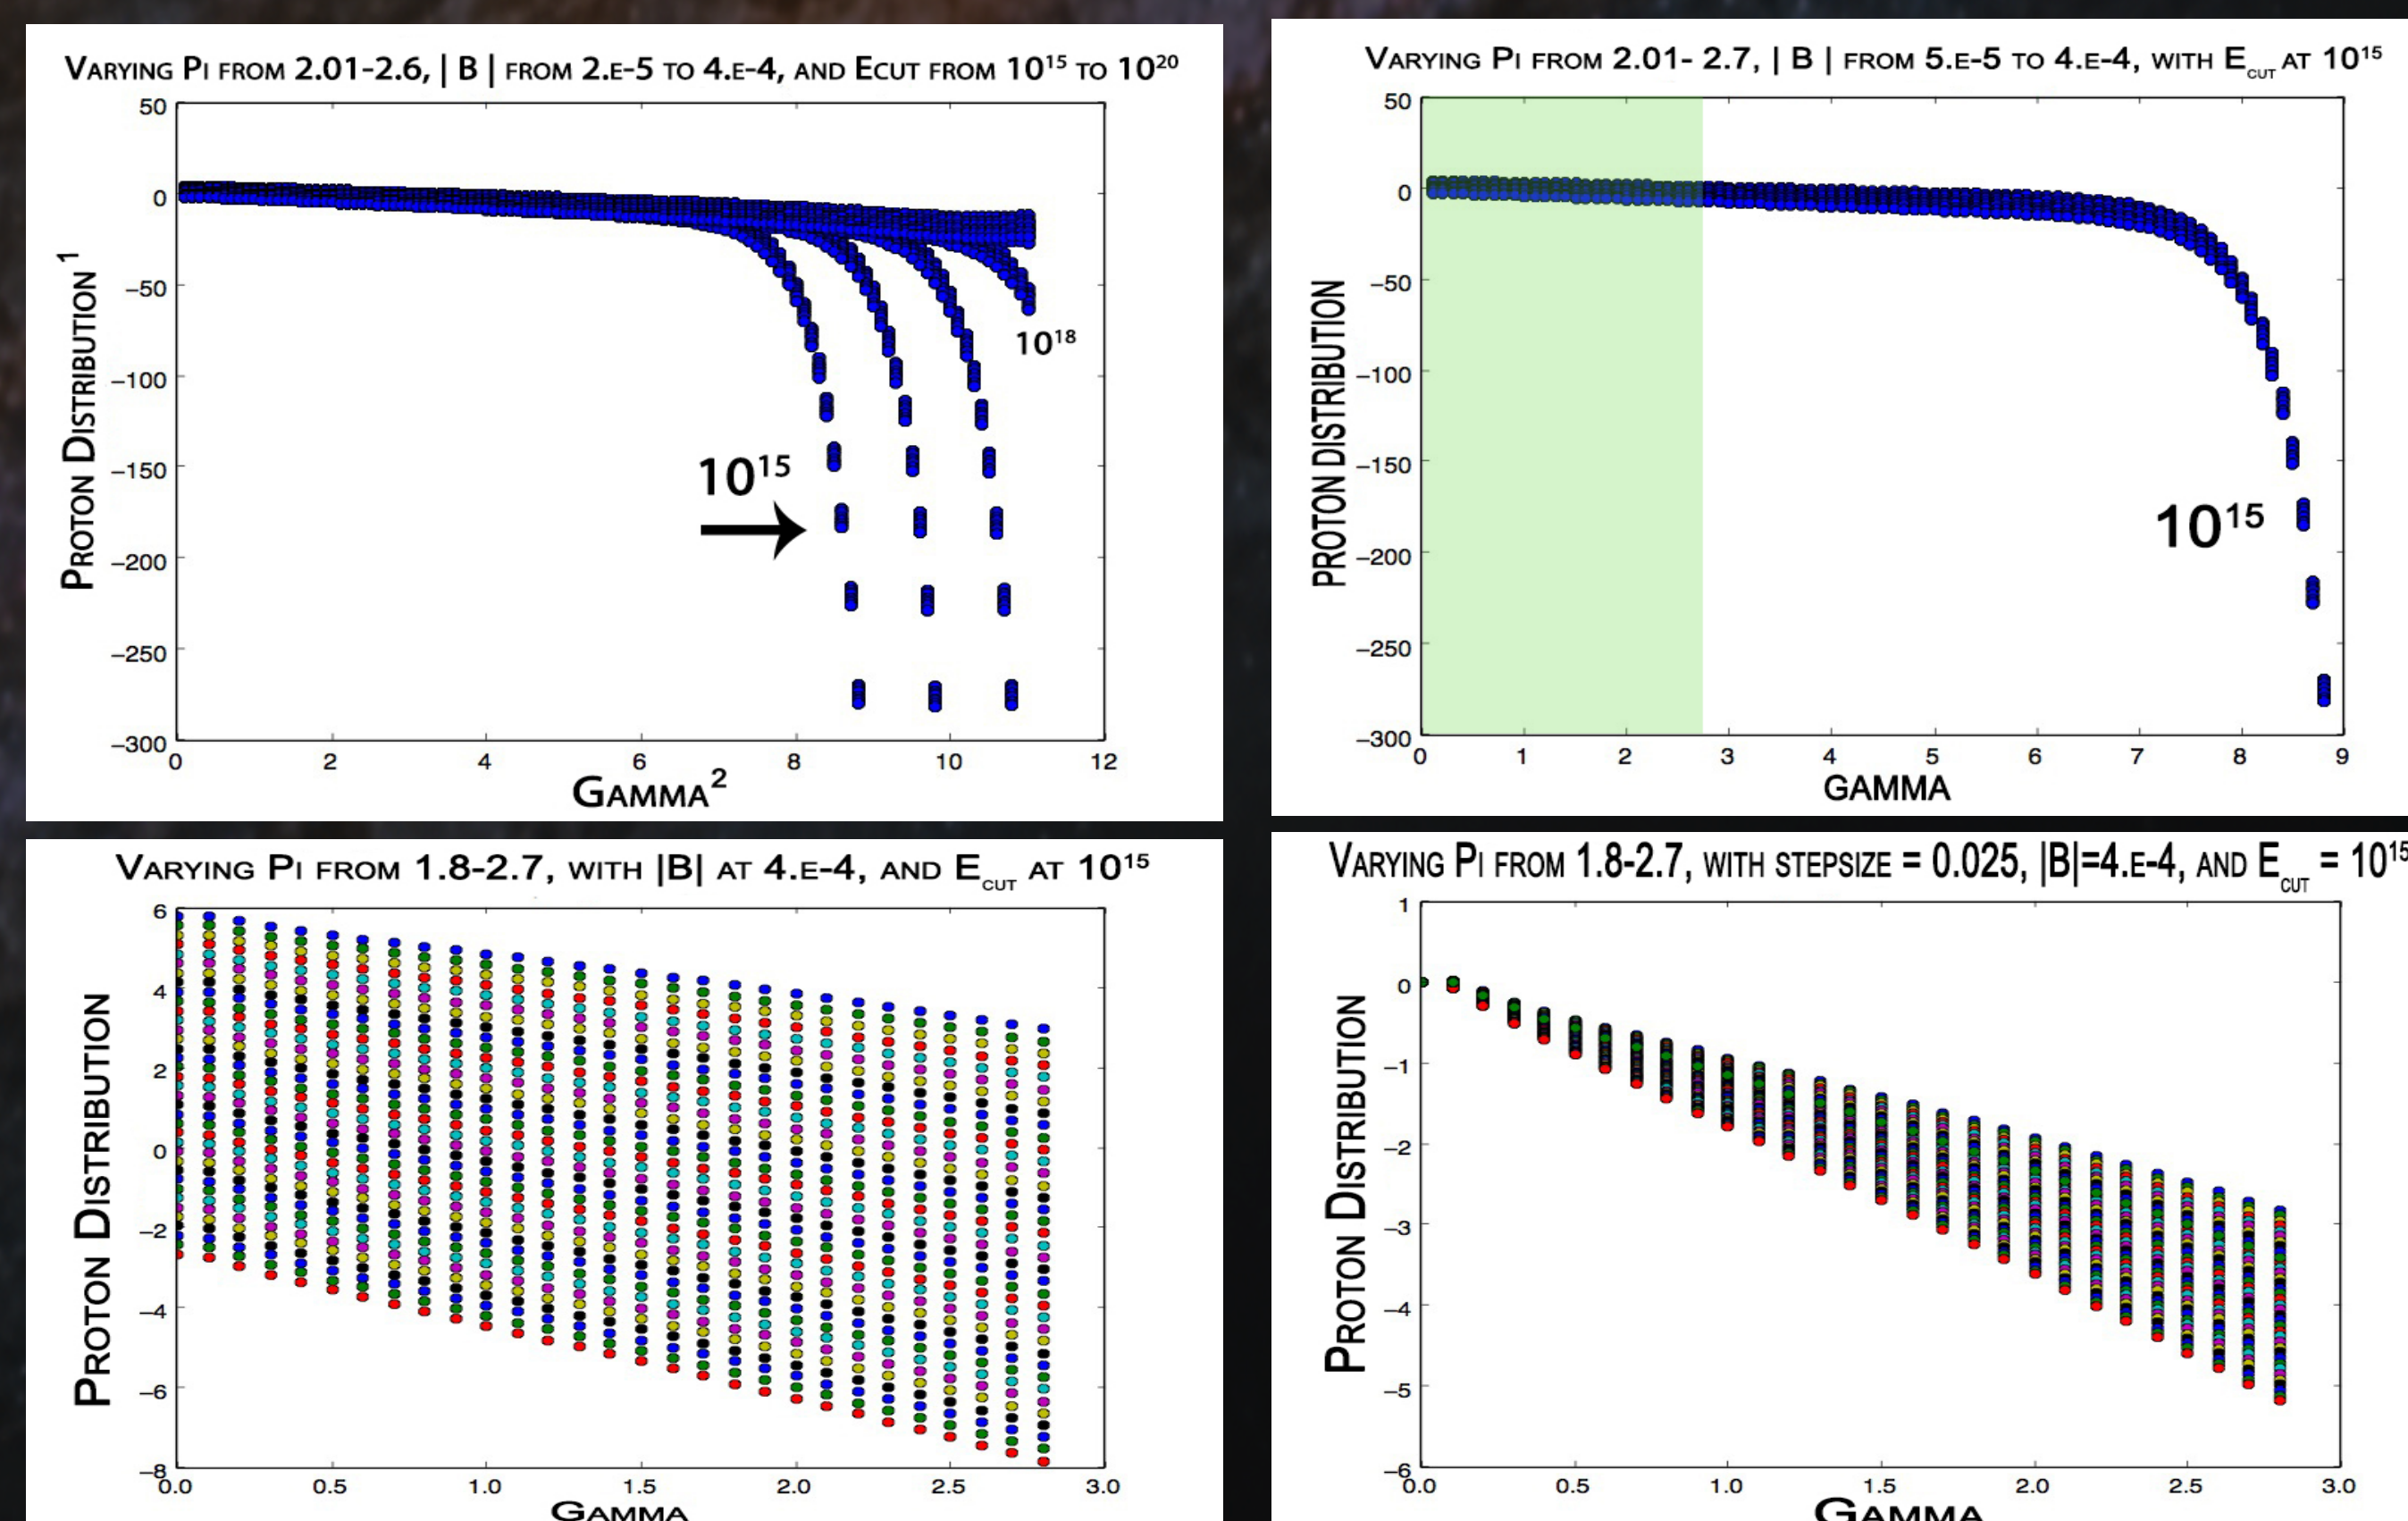 Varying Pi from 2.01-2.6, | B | from 2.e-5 to 4.e-4, and Ecut from 10¹⁵ to 10²⁰
50
0
−50
−100
−150
−200
−250
−300
0 2 4 6 8 10 12
Proton Distribution¹
Gamma²
10¹⁵
10¹⁸
Varying Pi from 2.01- 2.7, | B | from 5.e-5 to 4.e-4, with E_cut at 10¹⁵
50
0
−50
−100
−150
−200
−250
−300
0 1 2 3 4 5 6 7 8 9
PROTON DISTRIBUTION
GAMMA
10¹⁵
Varying Pi from 1.8-2.7, with |B| at 4.e-4, and E_cut at 10¹⁵
6
4
2
0
−2
−4
−6
−8
0.0 0.5 1.0 1.5 2.0 2.5 3.0
Proton Distribution
Gamma
Varying Pi from 1.8-2.7, with stepsize = 0.025, |B|=4.e-4, and E_cut = 10¹⁵
1
0
−1
−2
−3
−4
−5
−6
0.0 0.5 1.0 1.5 2.0 2.5 3.0
Proton Distribution
Gamma